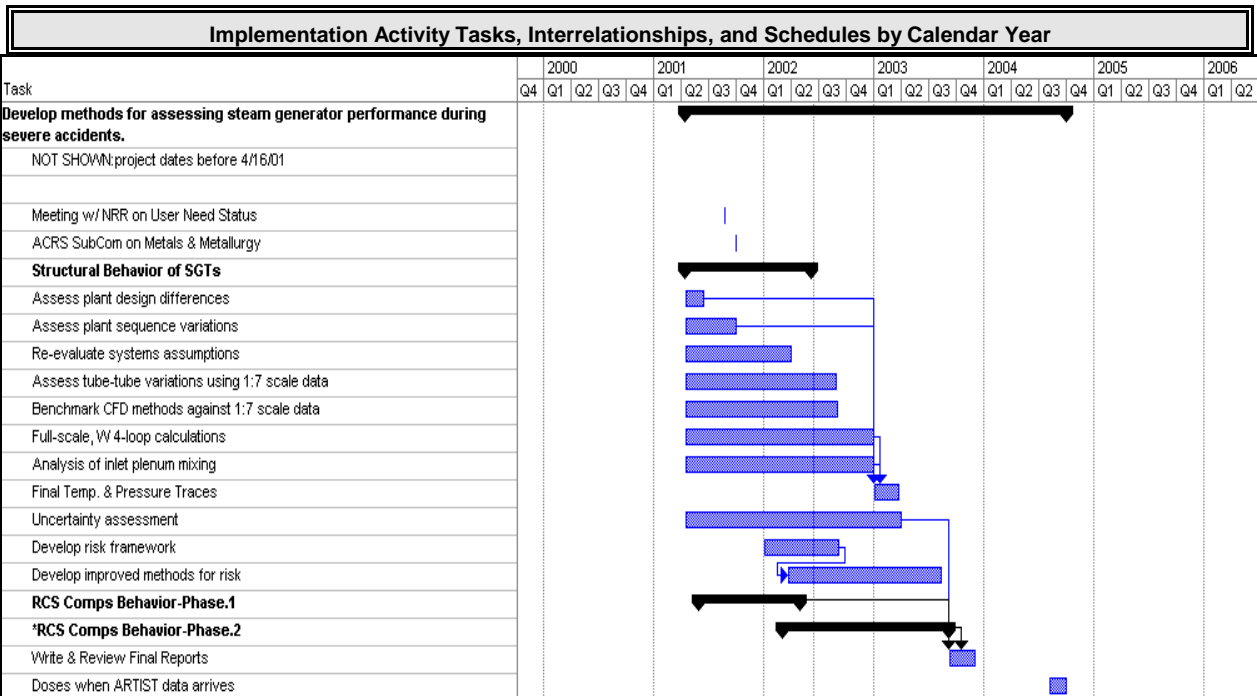 Implementation Activity Tasks, Interrelationships, and Schedules by Calendar Year
2000 2001 2002 2003 2004 2005 2006
Task Q4 Q1 Q2 Q3 Q4 Q1 Q2 Q3 Q4 Q1 Q2 Q3 Q4 Q1 Q2 Q3 Q4 Q1 Q2 Q3 Q4 Q1 Q2 Q3 Q4 Q1 Q2
Develop methods for assessing steam generator performance during
severe accidents.
NOT SHOWN:project dates before 4/16/01
Meeting w/ NRR on User Need Status
ACRS SubCom on Metals & Metallurgy
Structural Behavior of SGTs
Assess plant design differences
Assess plant sequence variations
Re-evaluate systems assumptions
Assess tube-tube variations using 1:7 scale data
Benchmark CFD methods against 1:7 scale data
Full-scale, W 4-loop calculations
Analysis of inlet plenum mixing
Final Temp. & Pressure Traces
Uncertainty assessment
Develop risk framework
Develop improved methods for risk
RCS Comps Behavior-Phase.1
*RCS Comps Behavior-Phase.2
Write & Review Final Reports
Doses when ARTIST data arrives